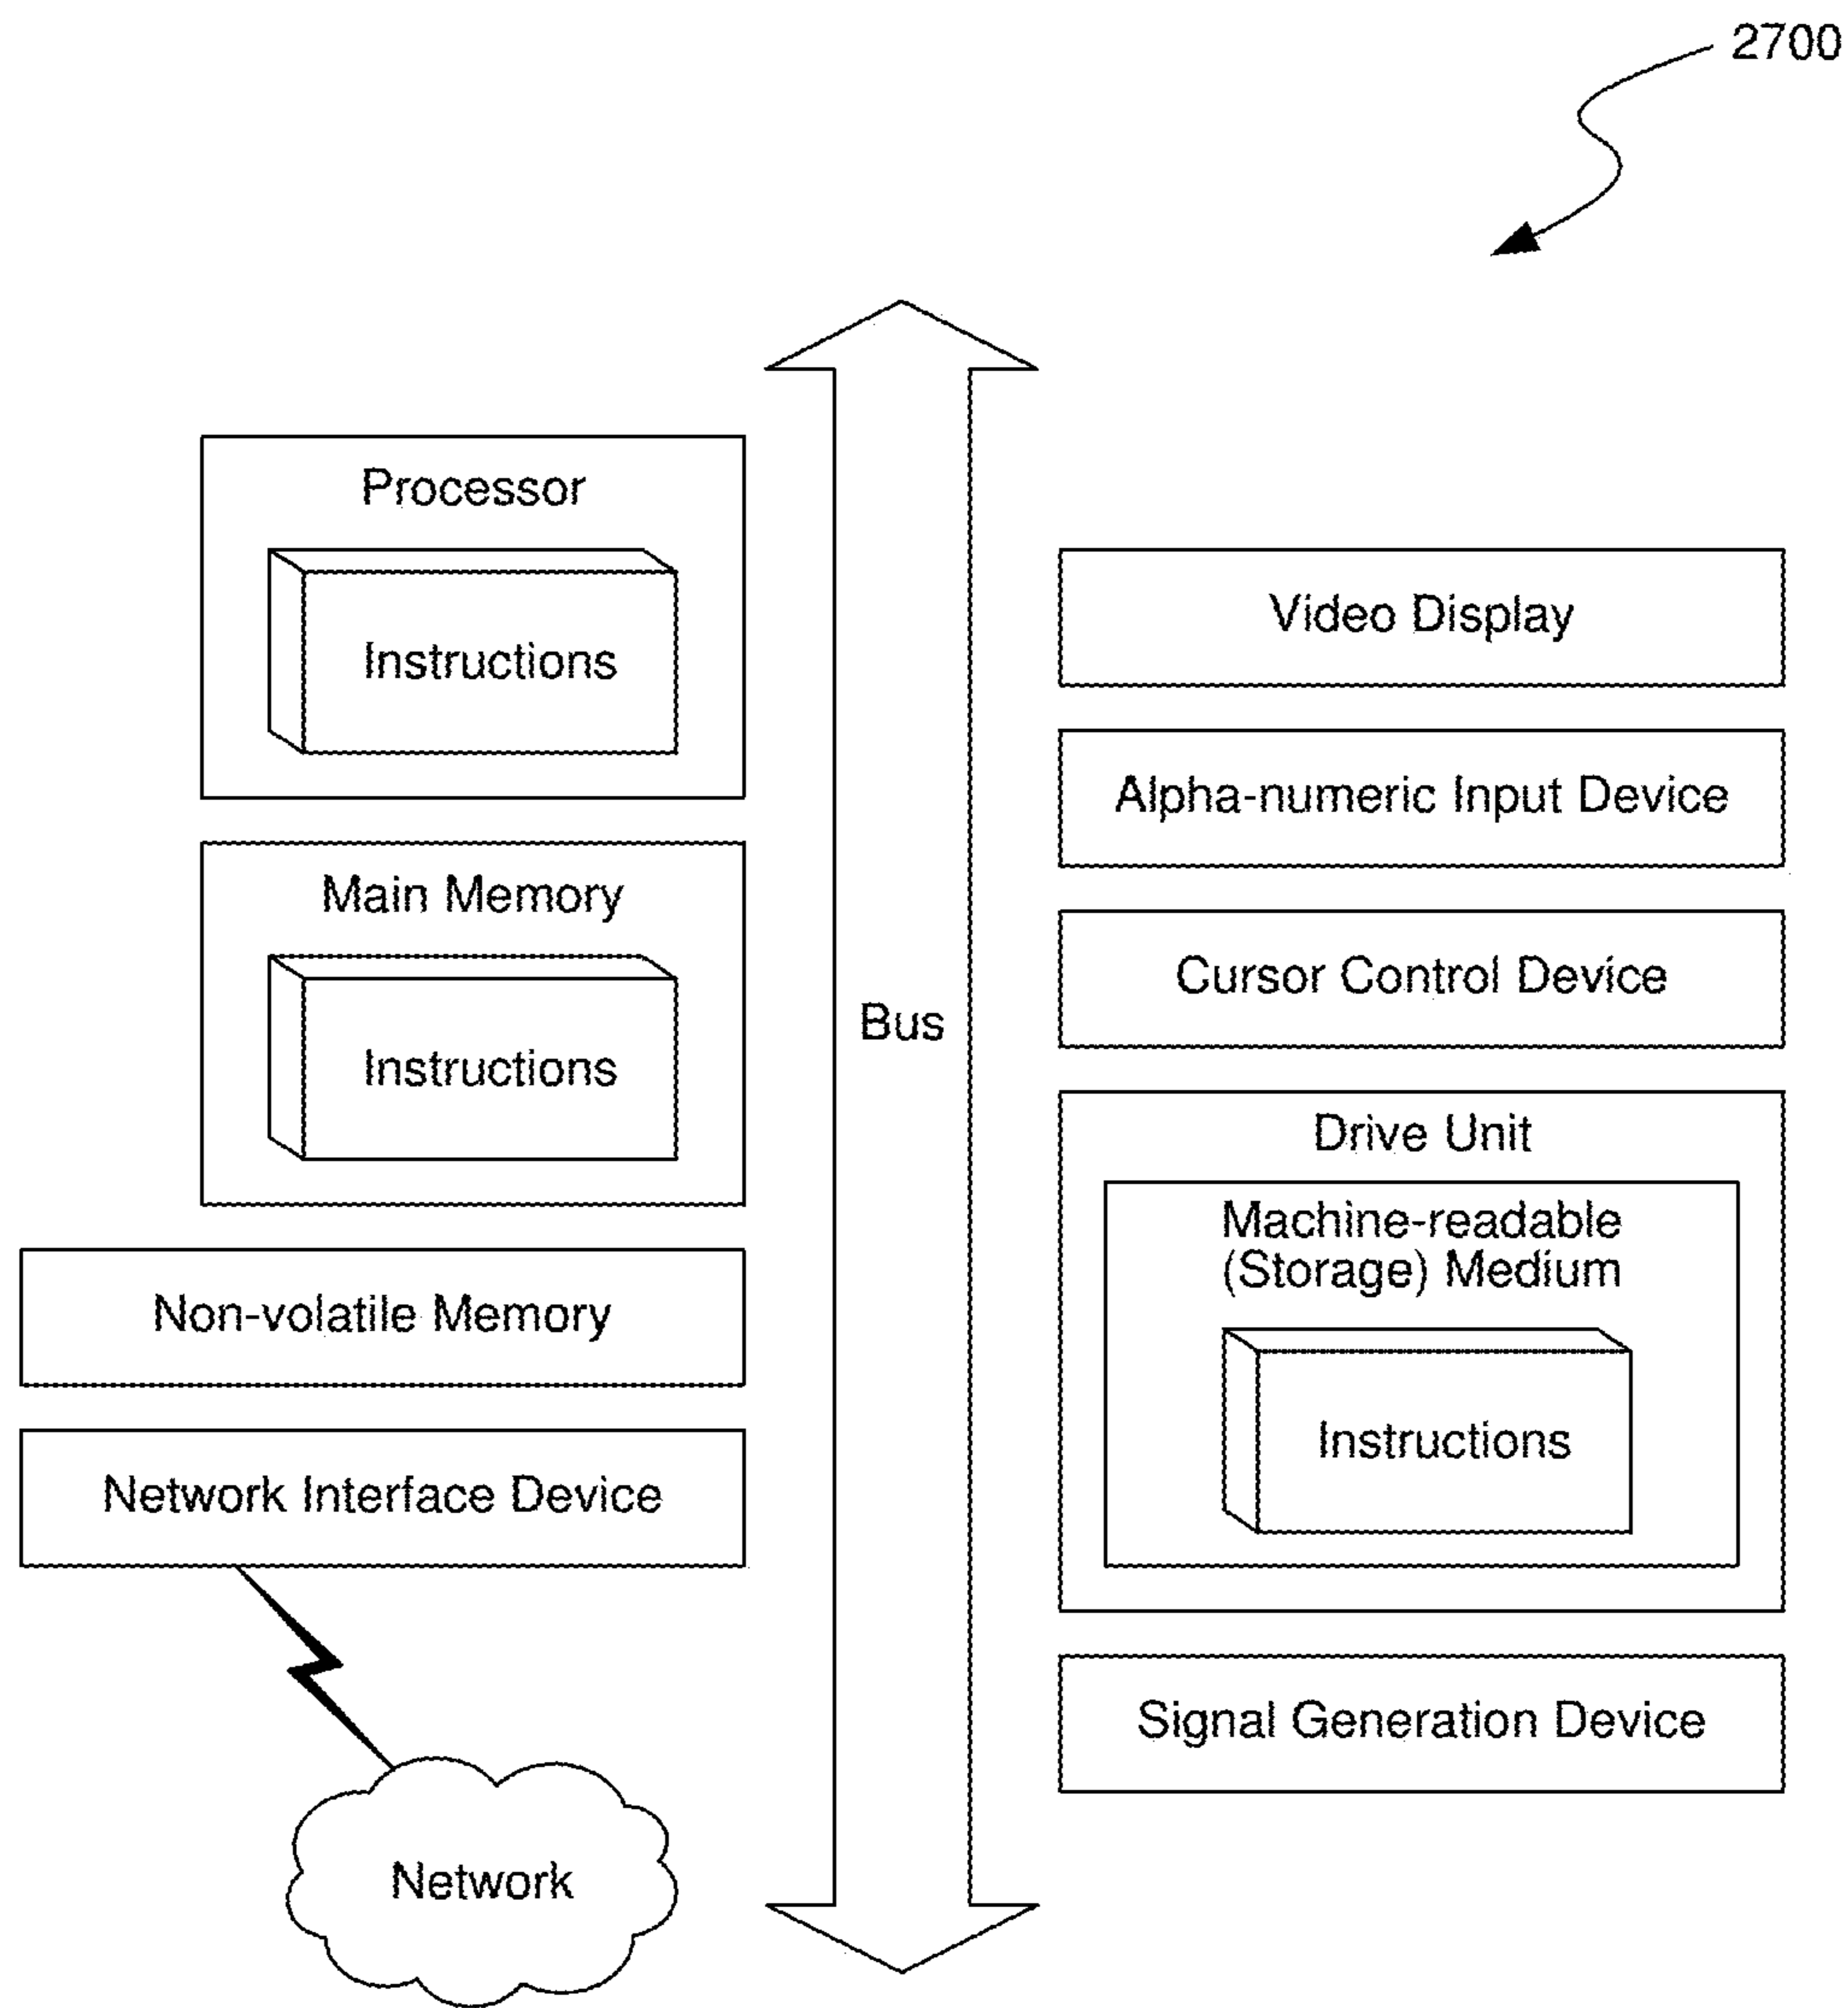 2700
Processor
Instructions
Main Memory
Instructions
Non-volatile Memory
Network Interface Device
Network
Bus
Video Display
Alpha-numeric Input Device
Cursor Control Device
Drive Unit
Machine-readable
(Storage) Medium
Instructions
Signal Generation Device